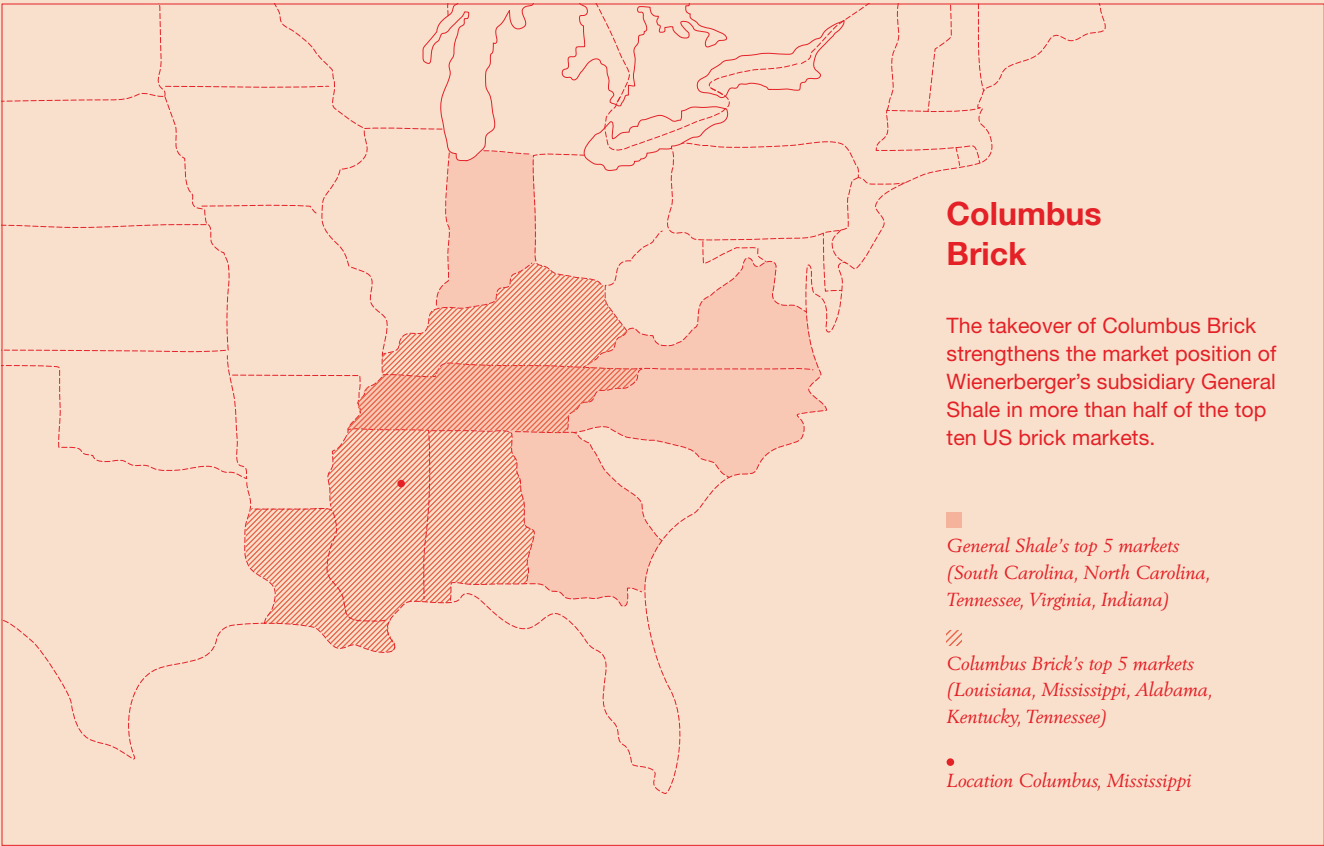 Columbus
Brick
The takeover of Columbus Brick
strengthens the market position of
Wienerberger’s subsidiary General
Shale in more than half of the top
ten US brick markets.
General Shale’s top 5 markets
(South Carolina, North Carolina,
Tennessee, Virginia, Indiana)
Columbus Brick’s top 5 markets
(Louisiana, Mississippi, Alabama,
Kentucky, Tennessee)
Location Columbus, Mississippi